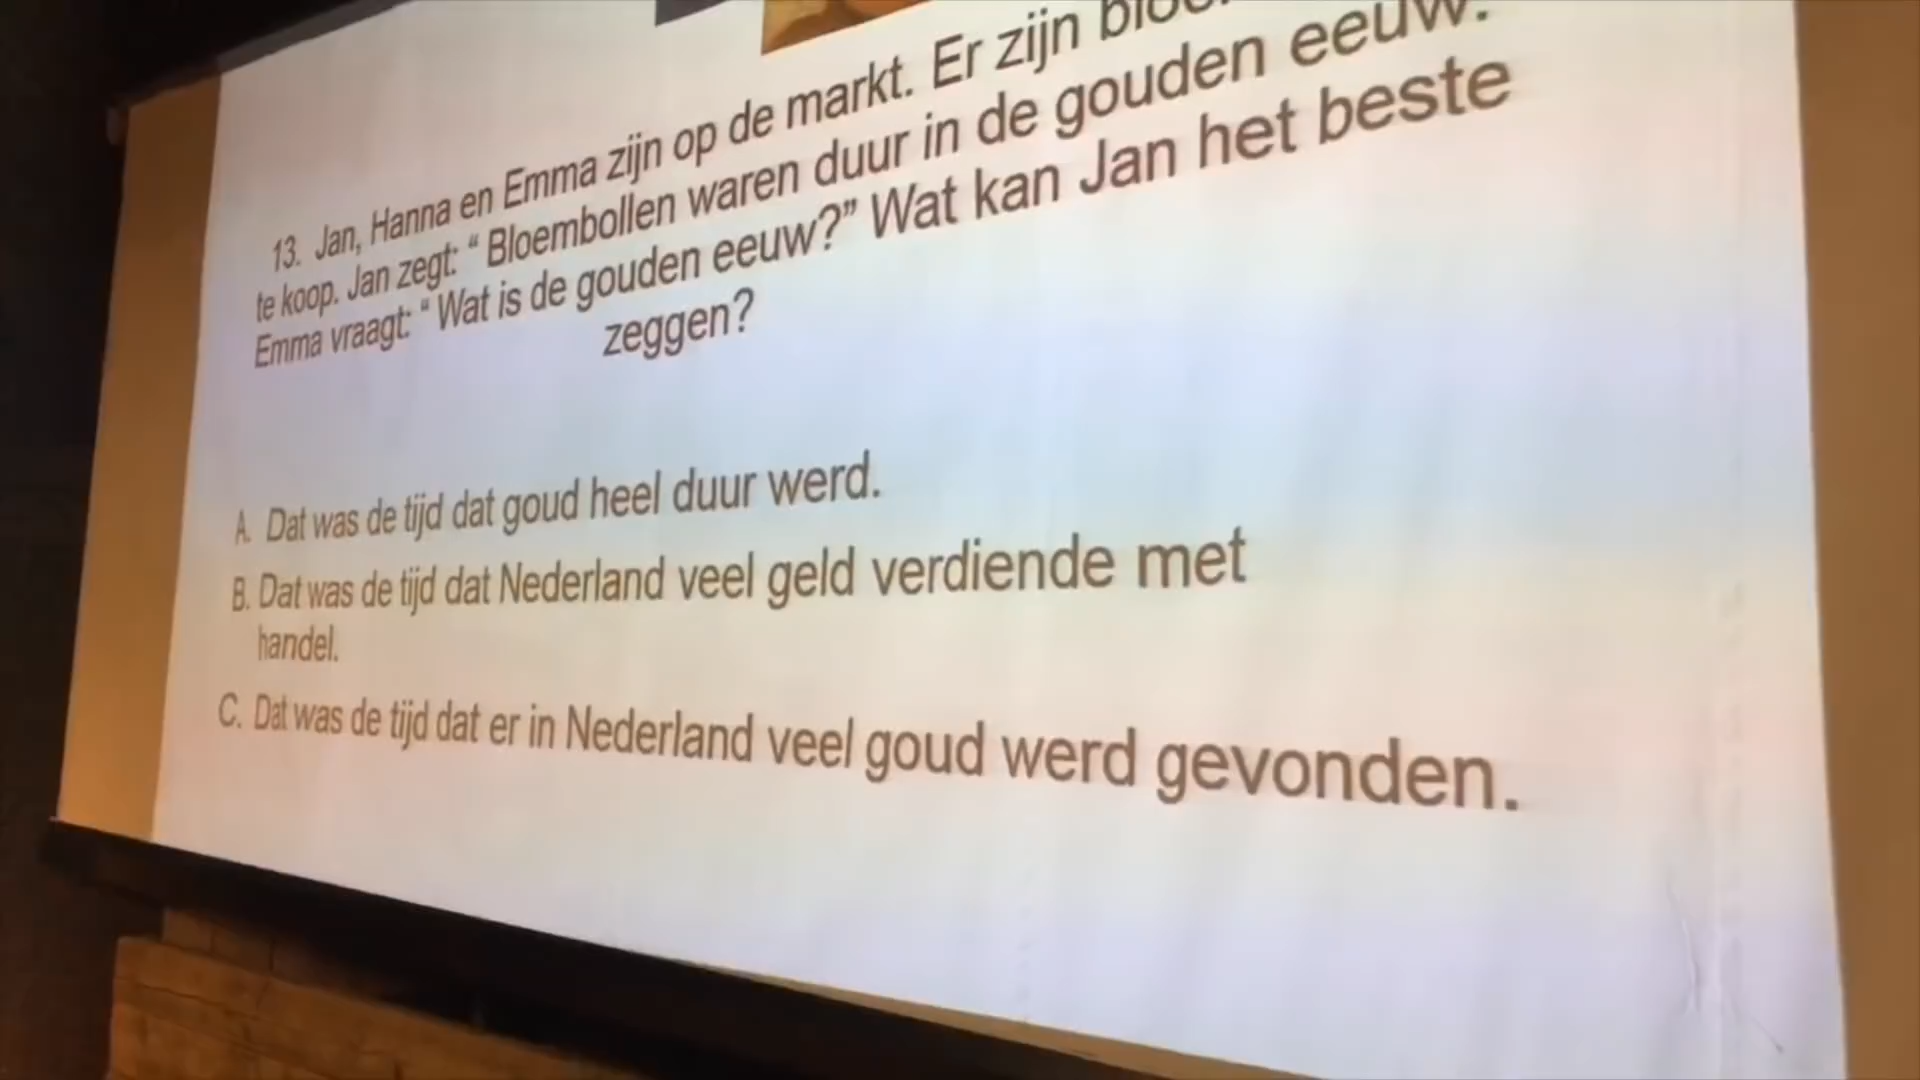 13. Jan, Hanna en Emma zijn op de markt. Er zijn
te koop. Jan zegt: “ Bloembollen waren duur in de gouden eeuw.
Emma vraagt: “ Wat is de gouden eeuw?” Wat kan Jan het beste
zeggen?
A. Dat was de tijd dat goud heel duur werd.
B. Dat was de tijd dat Nederland veel geld verdiende met
handel.
C. Dat was de tijd dat er in Nederland veel goud werd gevonden.